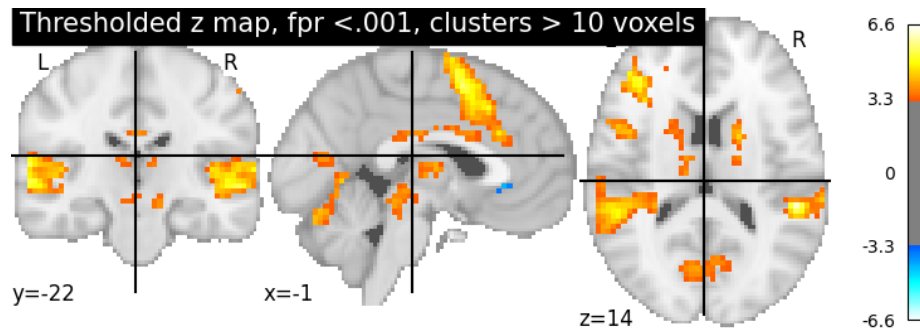 Thresholded z map, fpr <.001, clusters > 10 voxels
L R
R
y=-22
x=-1
z=14
6.6
3.3
0
-3.3
-6.6